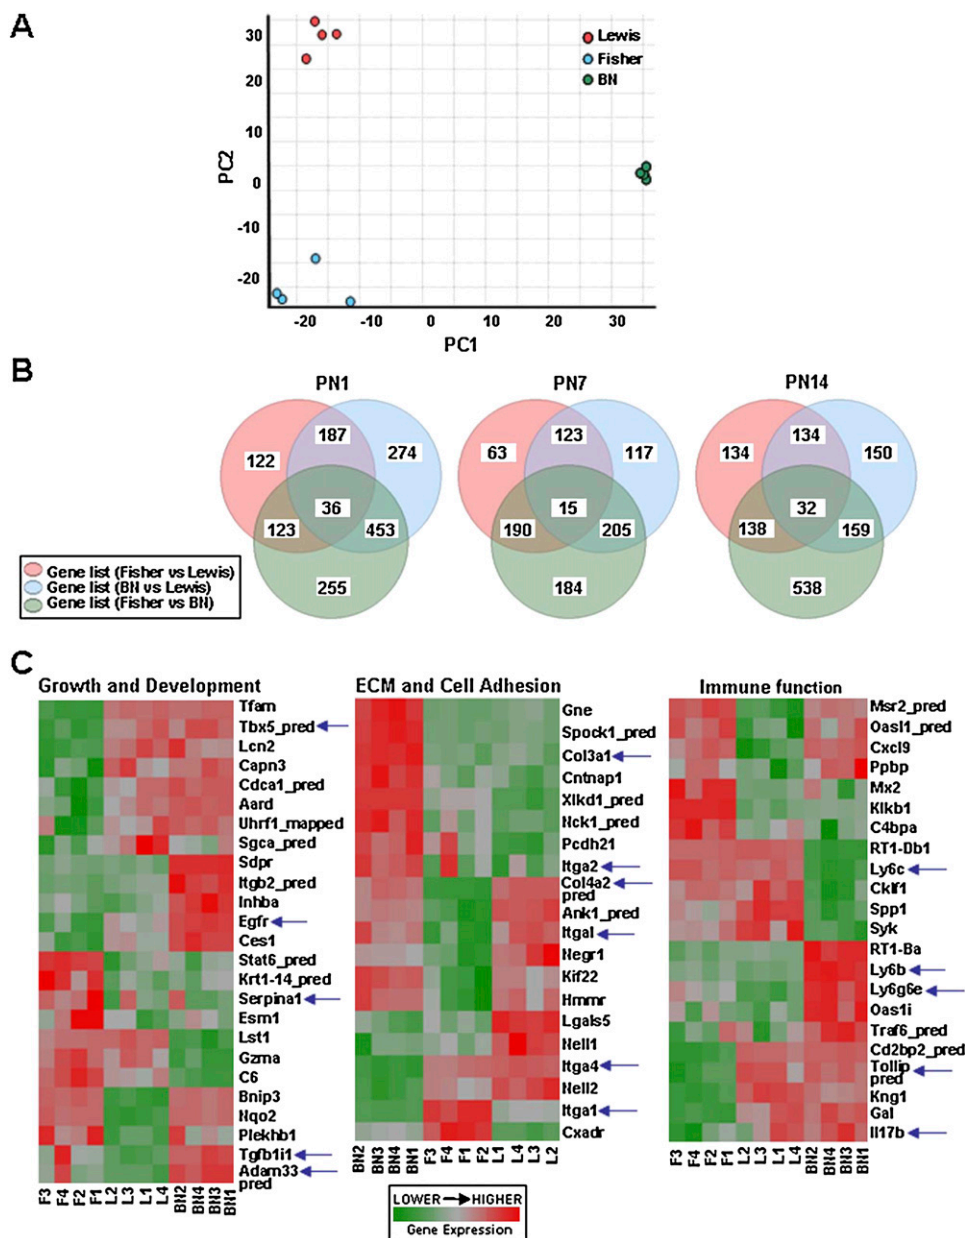 A
30
20
10
0
-10
-20
PC2
Lewis
Fisher
BN
-20
-10
0
10
20
30
PC1
B
PN1
PN7
PN14
187
122
274
36
123
453
255
123
63
117
15
190
205
184
134
134
150
32
138
159
538
Gene list (Fisher vs Lewis)
Gene list (BN vs Lewis)
Gene list (Fisher vs BN)
C
Growth and Development
Tfam
Tbx5_pred
Lcn2
Capn3
Cdca1_pred
Aard
Uhrf1_mapped
Sgca_pred
Sdpr
Itgb2_pred
Inhba
Egfr
Ces1
Stat6_pred
Krt1-14_pred
Serpina1
Esm1
Lst1
Gzma
C6
Bnip3
Nqo2
Plekhb1
Tgfb1i1
Adam33
pred
F3 F4 F2 F1 L2 L3 L1 L4 BN2 BN4 BN3 BN1
ECM and Cell Adhesion
Gne
Spock1_pred
Col3a1
Cntnap1
Xlkd1_pred
Nck1_pred
Pcdh21
Itga2
Col4a2
pred
Ank1_pred
Itgal
Negr1
Kif22
Hmmr
Lgals5
Nell1
Itga4
Nell2
Itga1
Cxadr
BN2 BN3 BN4 BN1 F3 F4 F1 F2 L1 L4 L3 L2
Immune function
Msr2_pred
Oasl1_pred
Cxcl9
Ppbp
Mx2
Klkb1
C4bpa
RT1-Db1
Ly6c
Cklf1
Spp1
Syk
RT1-Ba
Ly6b
Ly6g6e
Oas1i
Traf6_pred
Cd2bp2_pred
Tollip
pred
Kng1
Gal
Il17b
F3 F4 F2 F1 L2 L3 L1 L4 BN2 BN4 BN3 BN1
LOWER HIGHER
Gene Expression